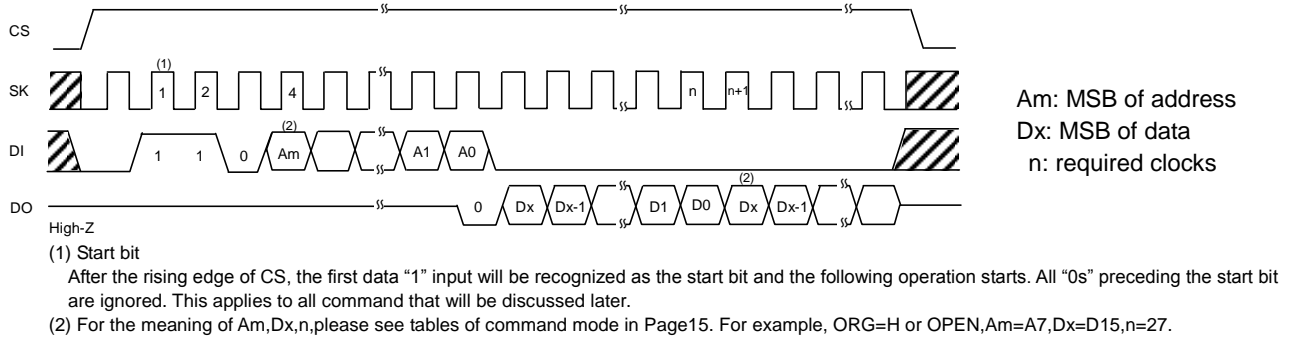 CS
(1)
SK
1 2 4 n n+1
Am: MSB of address
Dx: MSB of data
n: required clocks
(2)
DI
1 1 0 Am A1 A0
(2)
DO
0 Dx Dx-1 D1 D0 Dx Dx-1
High-Z
(1) Start bit
After the rising edge of CS, the first data “1” input will be recognized as the start bit and the following operation starts. All “0s” preceding the start bit
are ignored. This applies to all command that will be discussed later.
(2) For the meaning of Am,Dx,n,please see tables of command mode in Page15. For example, ORG=H or OPEN,Am=A7,Dx=D15,n=27.